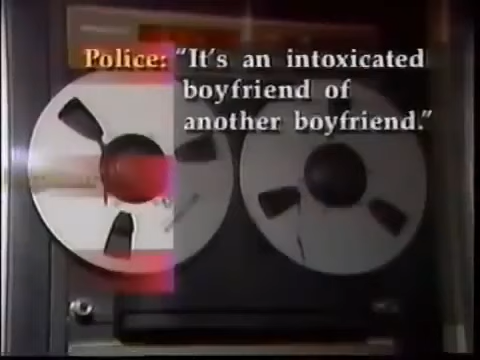 Police: "It's an intoxicated
boyfriend of
another boyfriend."